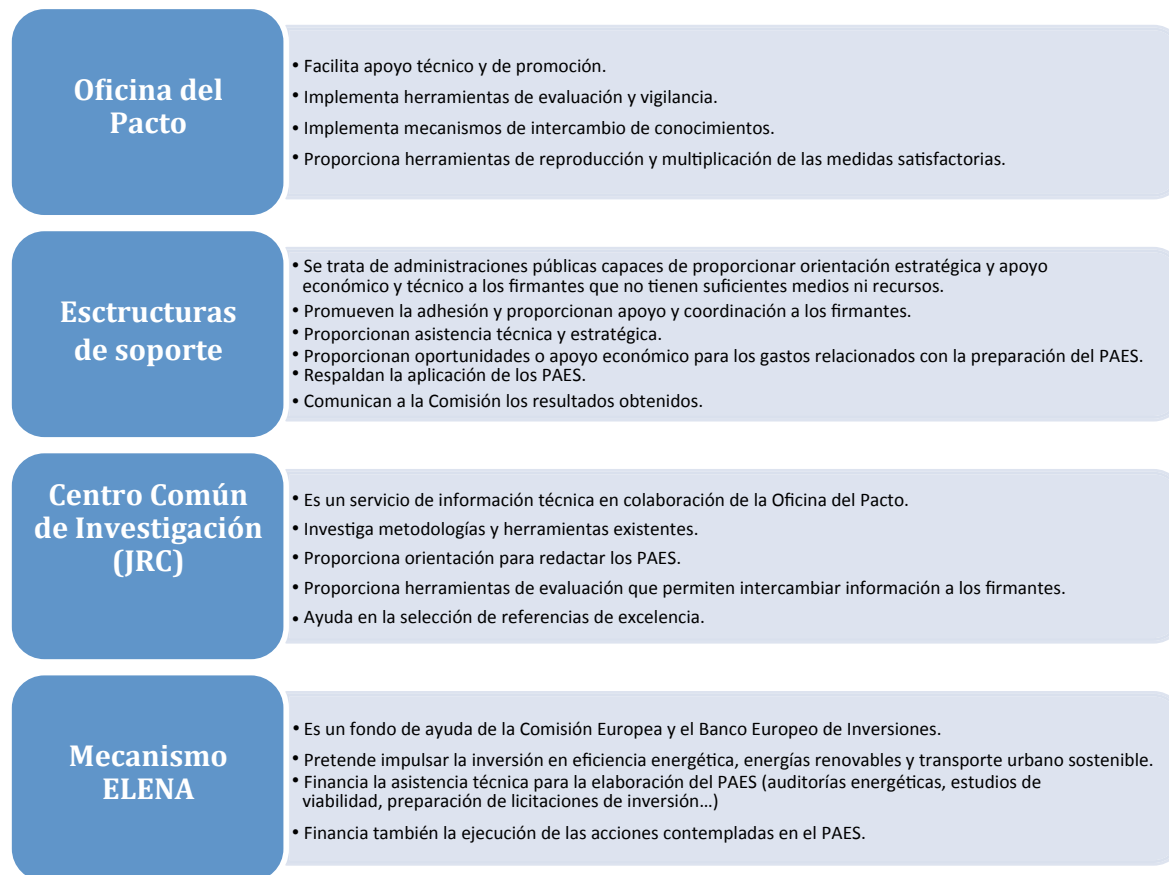 Oficina del
Pacto
• Facilita apoyo técnico y de promoción.
• Implementa herramientas de evaluación y vigilancia.
• Implementa mecanismos de intercambio de conocimientos.
• Proporciona herramientas de reproducción y multiplicación de las medidas satisfactorias.
Esctructuras
de soporte
• Se trata de administraciones públicas capaces de proporcionar orientación estratégica y apoyo
económico y técnico a los firmantes que no tienen suficientes medios ni recursos.
• Promueven la adhesión y proporcionan apoyo y coordinación a los firmantes.
• Proporcionan asistencia técnica y estratégica.
• Proporcionan oportunidades o apoyo económico para los gastos relacionados con la preparación del PAES.
• Respaldan la aplicación de los PAES.
• Comunican a la Comisión los resultados obtenidos.
Centro Común
de Investigación
(JRC)
• Es un servicio de información técnica en colaboración de la Oficina del Pacto.
• Investiga metodologías y herramientas existentes.
• Proporciona orientación para redactar los PAES.
• Proporciona herramientas de evaluación que permiten intercambiar información a los firmantes.
• Ayuda en la selección de referencias de excelencia.
Mecanismo
ELENA
• Es un fondo de ayuda de la Comisión Europea y el Banco Europeo de Inversiones.
• Pretende impulsar la inversión en eficiencia energética, energías renovables y transporte urbano sostenible.
• Financia la asistencia técnica para la elaboración del PAES (auditorías energéticas, estudios de
viabilidad, preparación de licitaciones de inversión…)
• Financia también la ejecución de las acciones contempladas en el PAES.